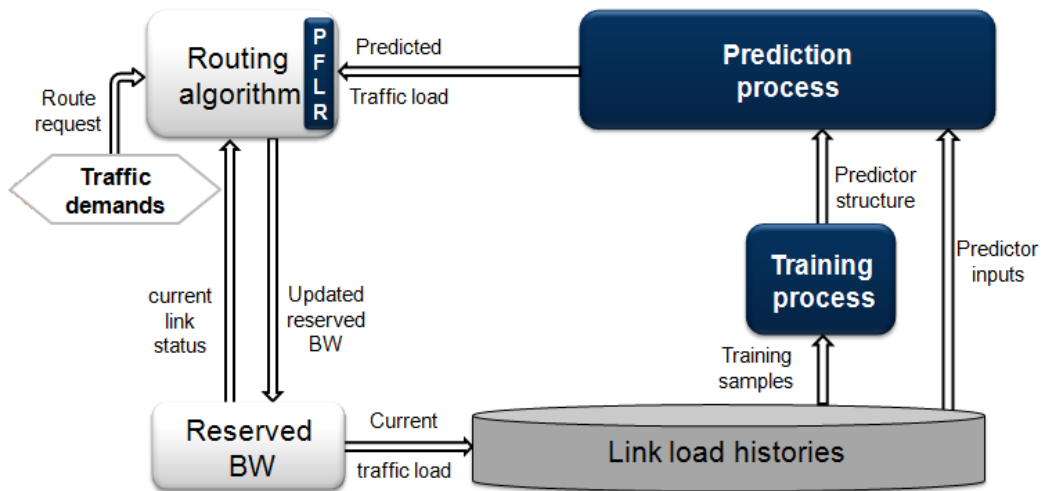 Routing
algorithm
P
F
L
R
Predicted
Traffic load
Prediction
process
Route
request
Traffic
demands
Predictor
structure
Training
process
Predictor
inputs
current
link
status
Updated
reserved
BW
Training
samples
Reserved
BW
Current
traffic load
Link load histories